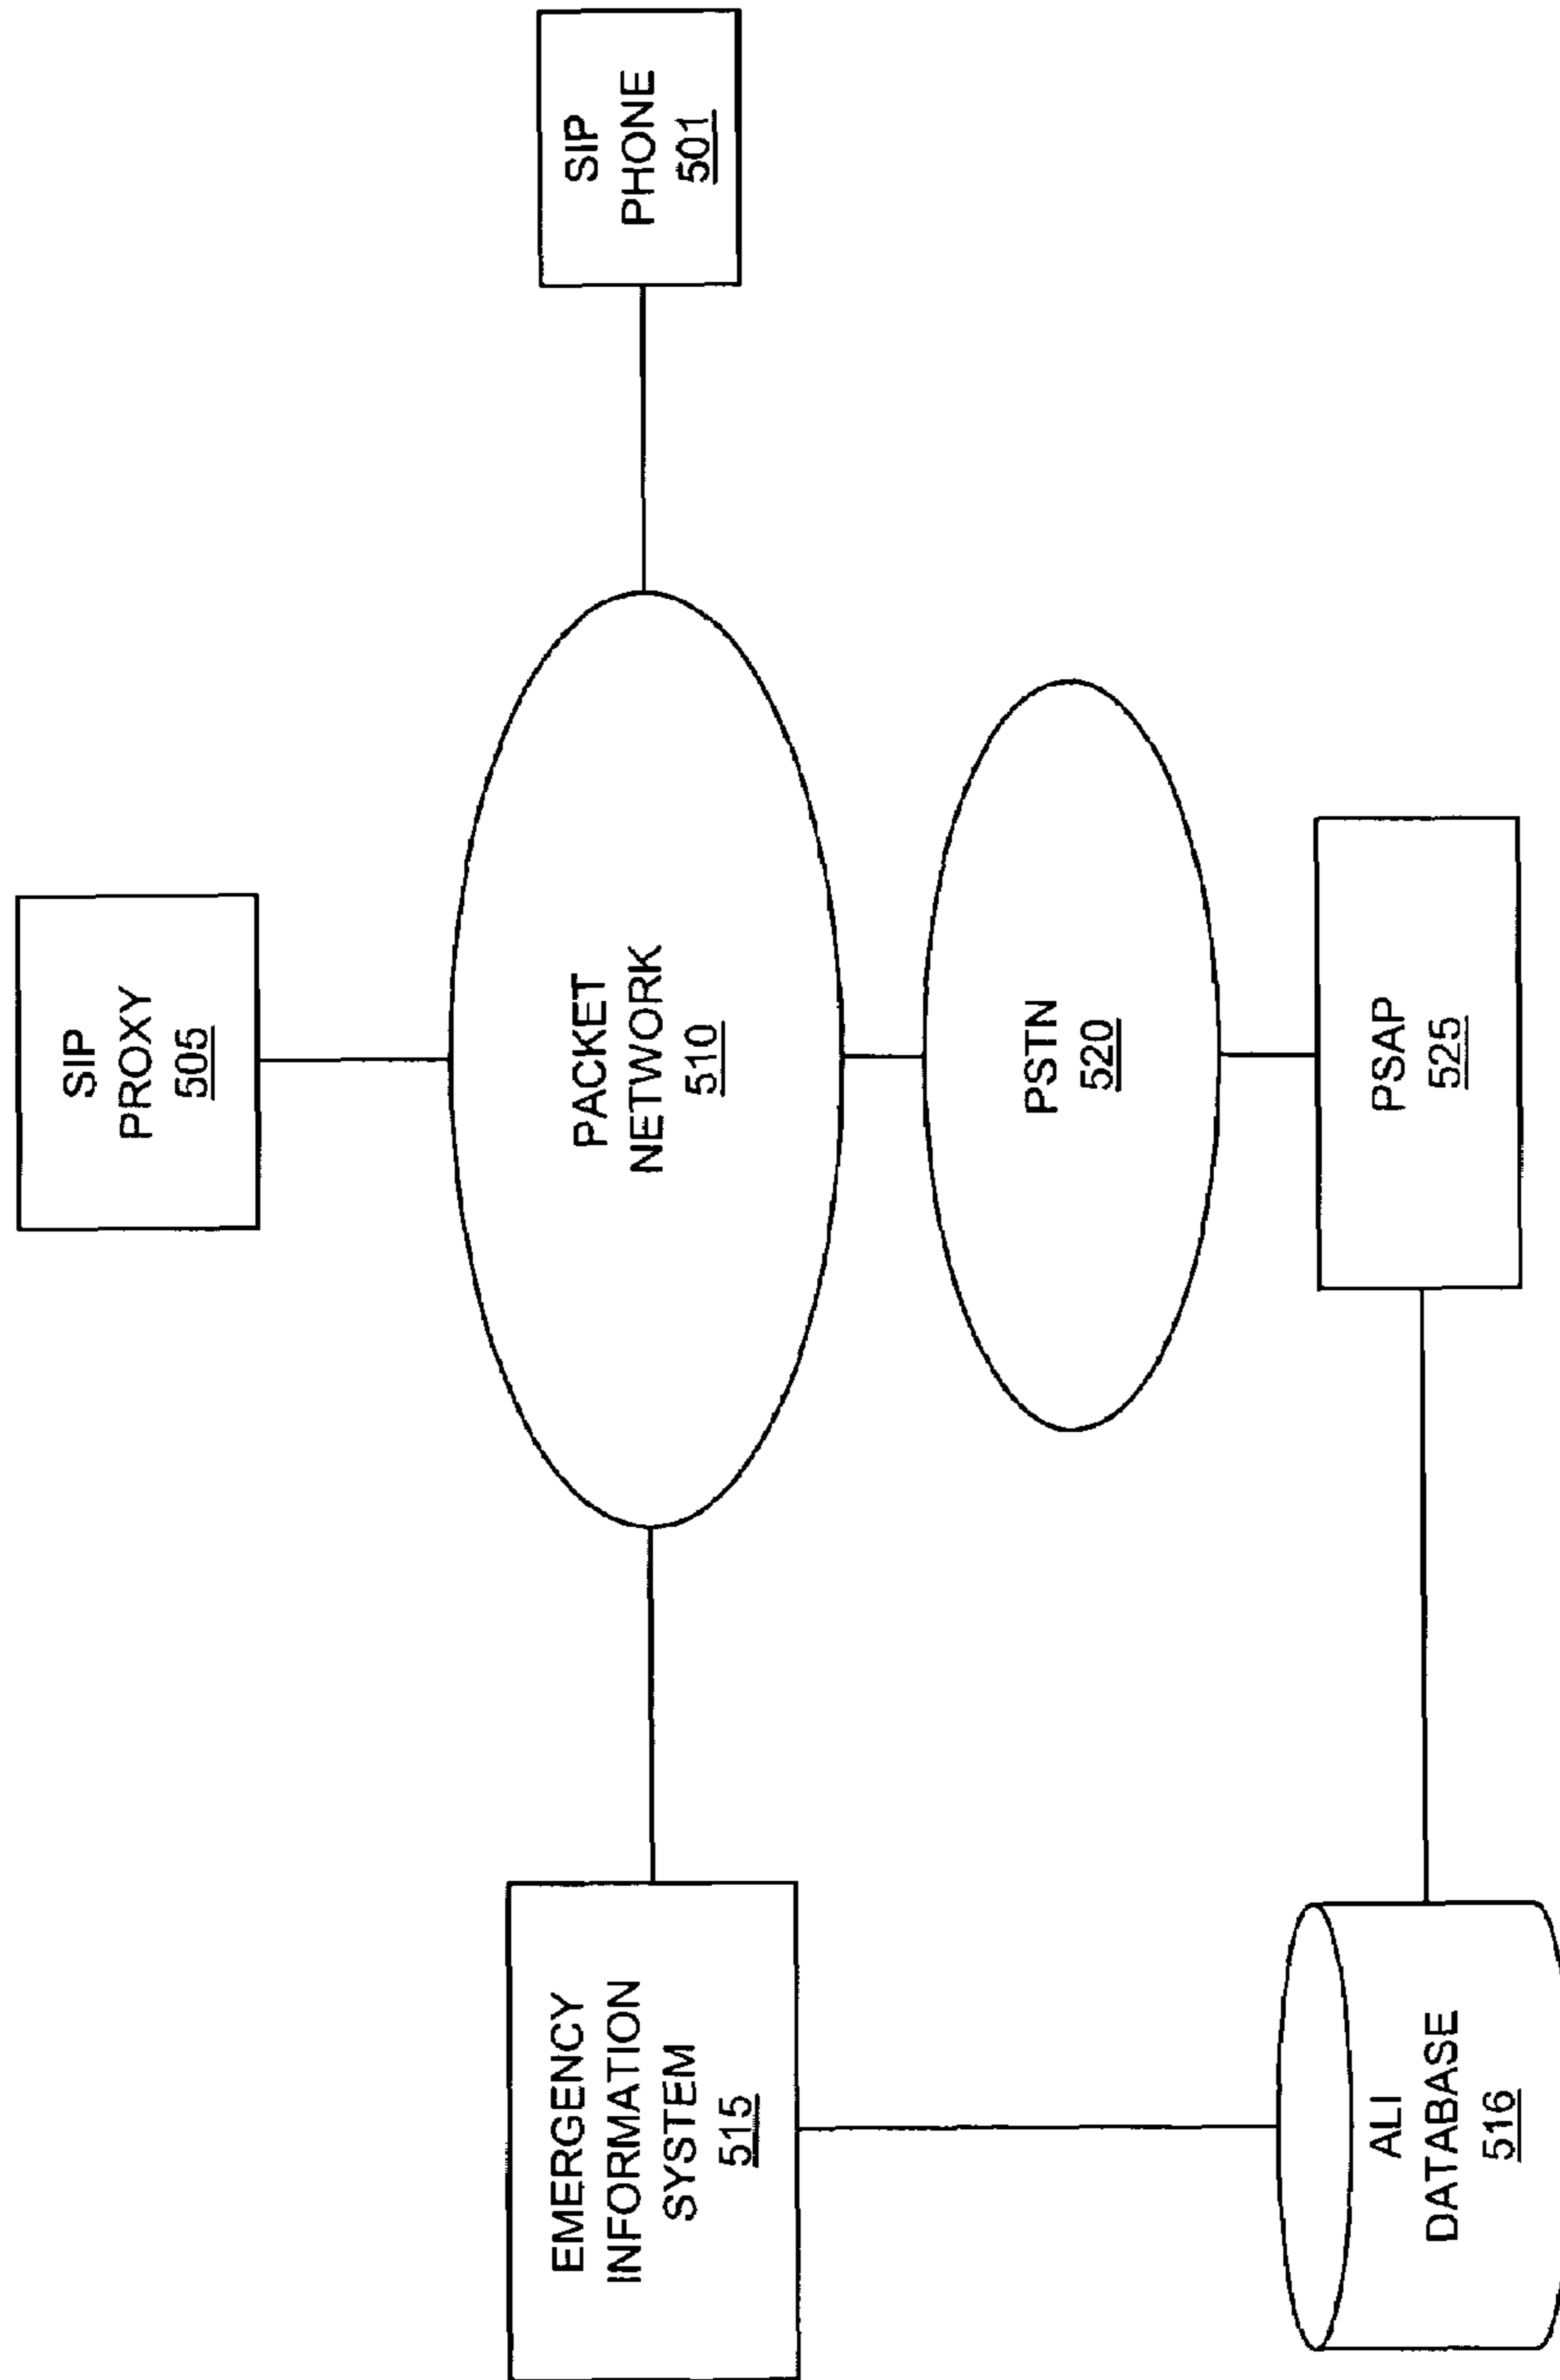 SIP
PROXY
505
EMERGENCY
INFORMATION
SYSTEM
515
PACKET
NETWORK
510
SIP
PHONE
501
PSTN
520
ALI
DATABASE
516
PSAP
525